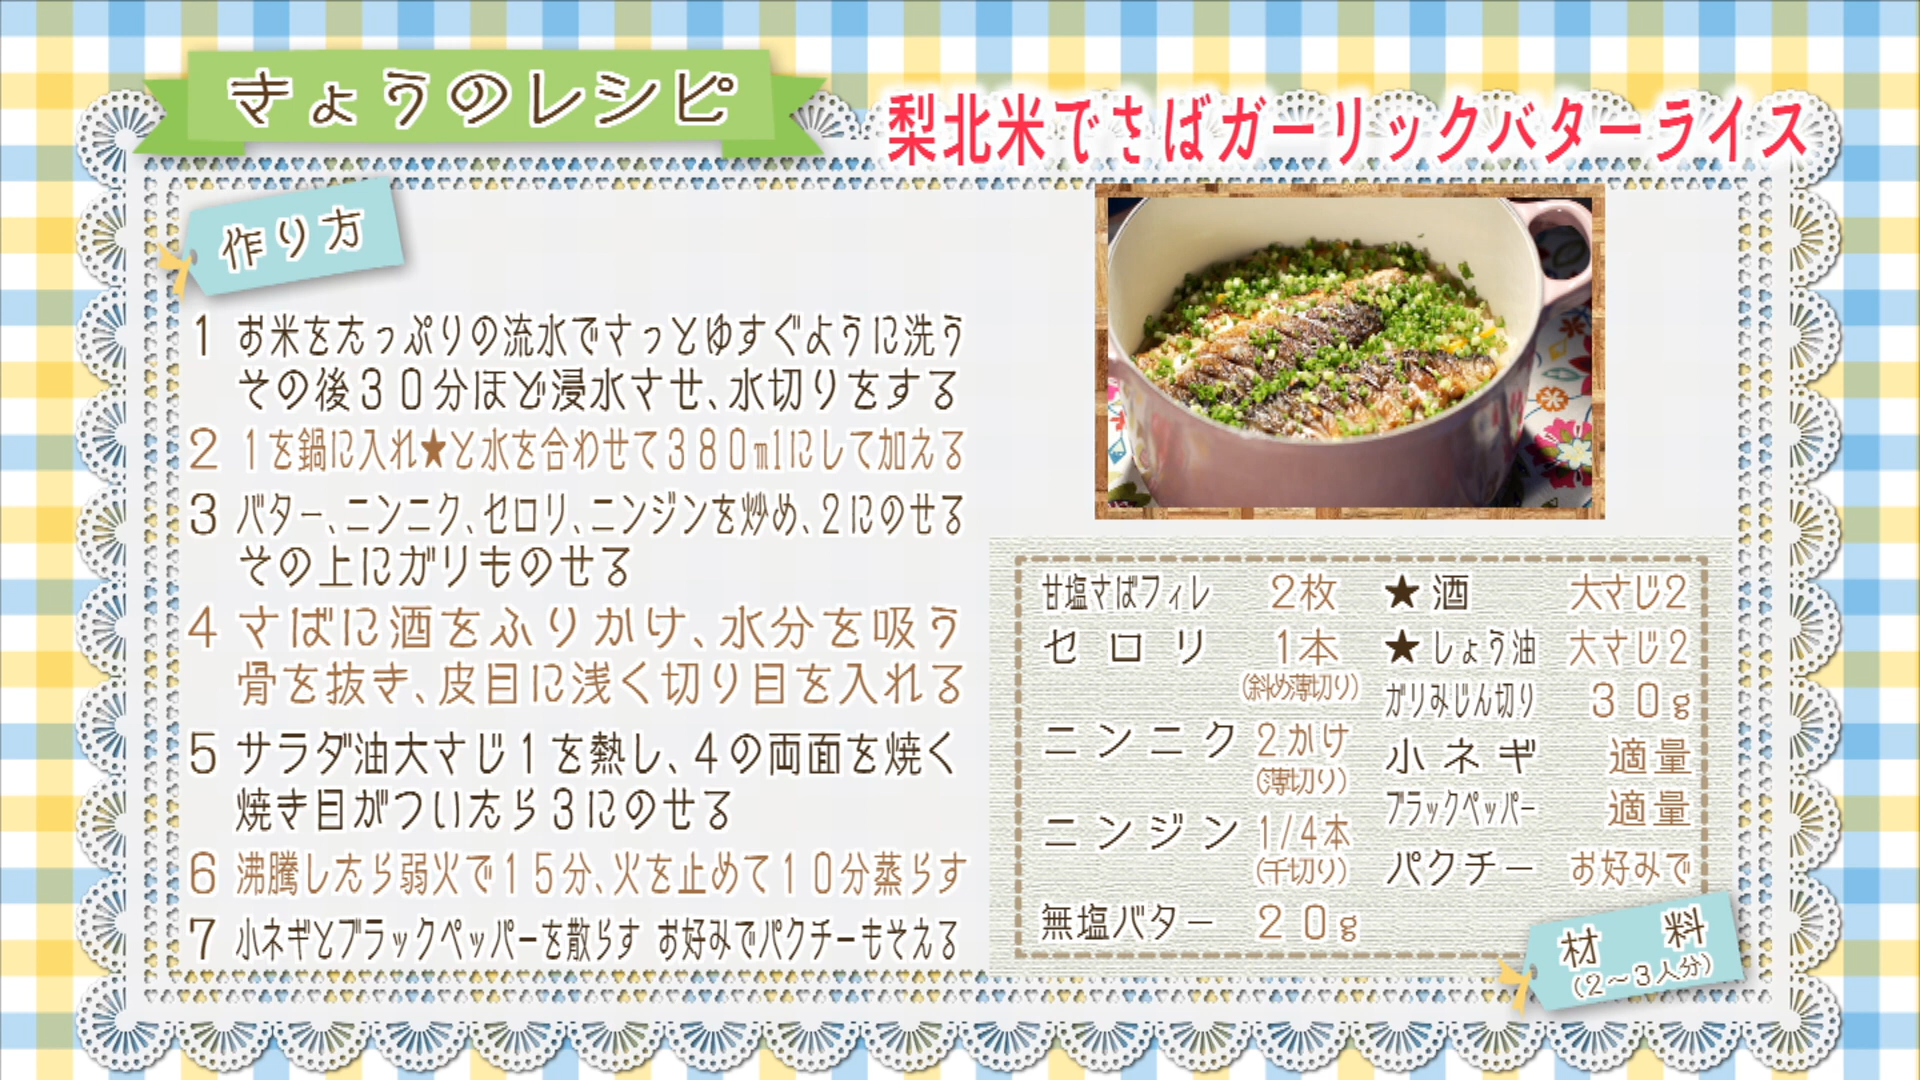 きょうのレシピ
梨北米でさばガーリックバターライス
作り方
1 お米をたっぷりの流水でさっとゆすぐように洗う
その後30分ほど浸水させ、水切りをする
2 1を鍋に入れ★と水を合わせて380mlにして加える
3 バター、ニンニク、セロリ、ニンジンを炒め、2にのせる
その上にガリものせる
4 さばに酒をふりかけ、水分を吸う
骨を抜き、皮目に浅く切り目を入れる
5 サラダ油大さじ1を熱し、4の両面を焼く
焼き目がついたら3にのせる
6 沸騰したら弱火で15分、火を止めて10分蒸らす
7 小ネギとブラックペッパーを散らす お好みでパクチーもそえる
甘塩さばフィレ 2枚
セロリ 1本
(斜め薄切り)
ニンニク 2かけ
(薄切り)
ニンジン 1/4本
(千切り)
無塩バター 20g
★酒 大さじ2
★しょう油 大さじ2
ガリみじん切り 30g
小ネギ 適量
ブラックペッパー 適量
パクチー お好みで
材料
(2～3人分)